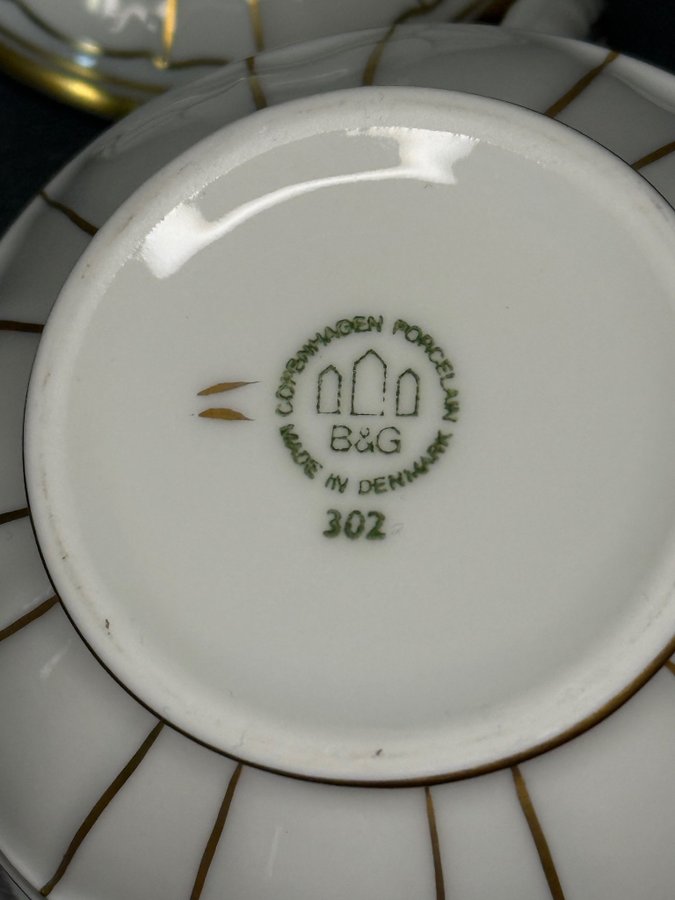 COPENHAGEN PORCELAIN
B&G
MADE IN DENMARK
302